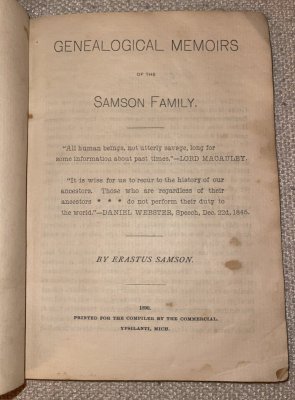 GENEALOGICAL MEMOIRS
OF THE
SAMSON FAMILY.
"All human beings, not utterly savage, long for
some information about past times."—LORD MACAULEY.
"It is wise for us to recur to the history of our
ancestors. Those who are regardless of their
ancestors * * * do not perform their duty to
the world."—DANIEL WEBSTER, Speech, Dec. 22d, 1845.
BY ERASTUS SAMSON.
PRINTED FOR THE COMPILER BY THE COMMERCIAL.
YPSILANTI, MICH.